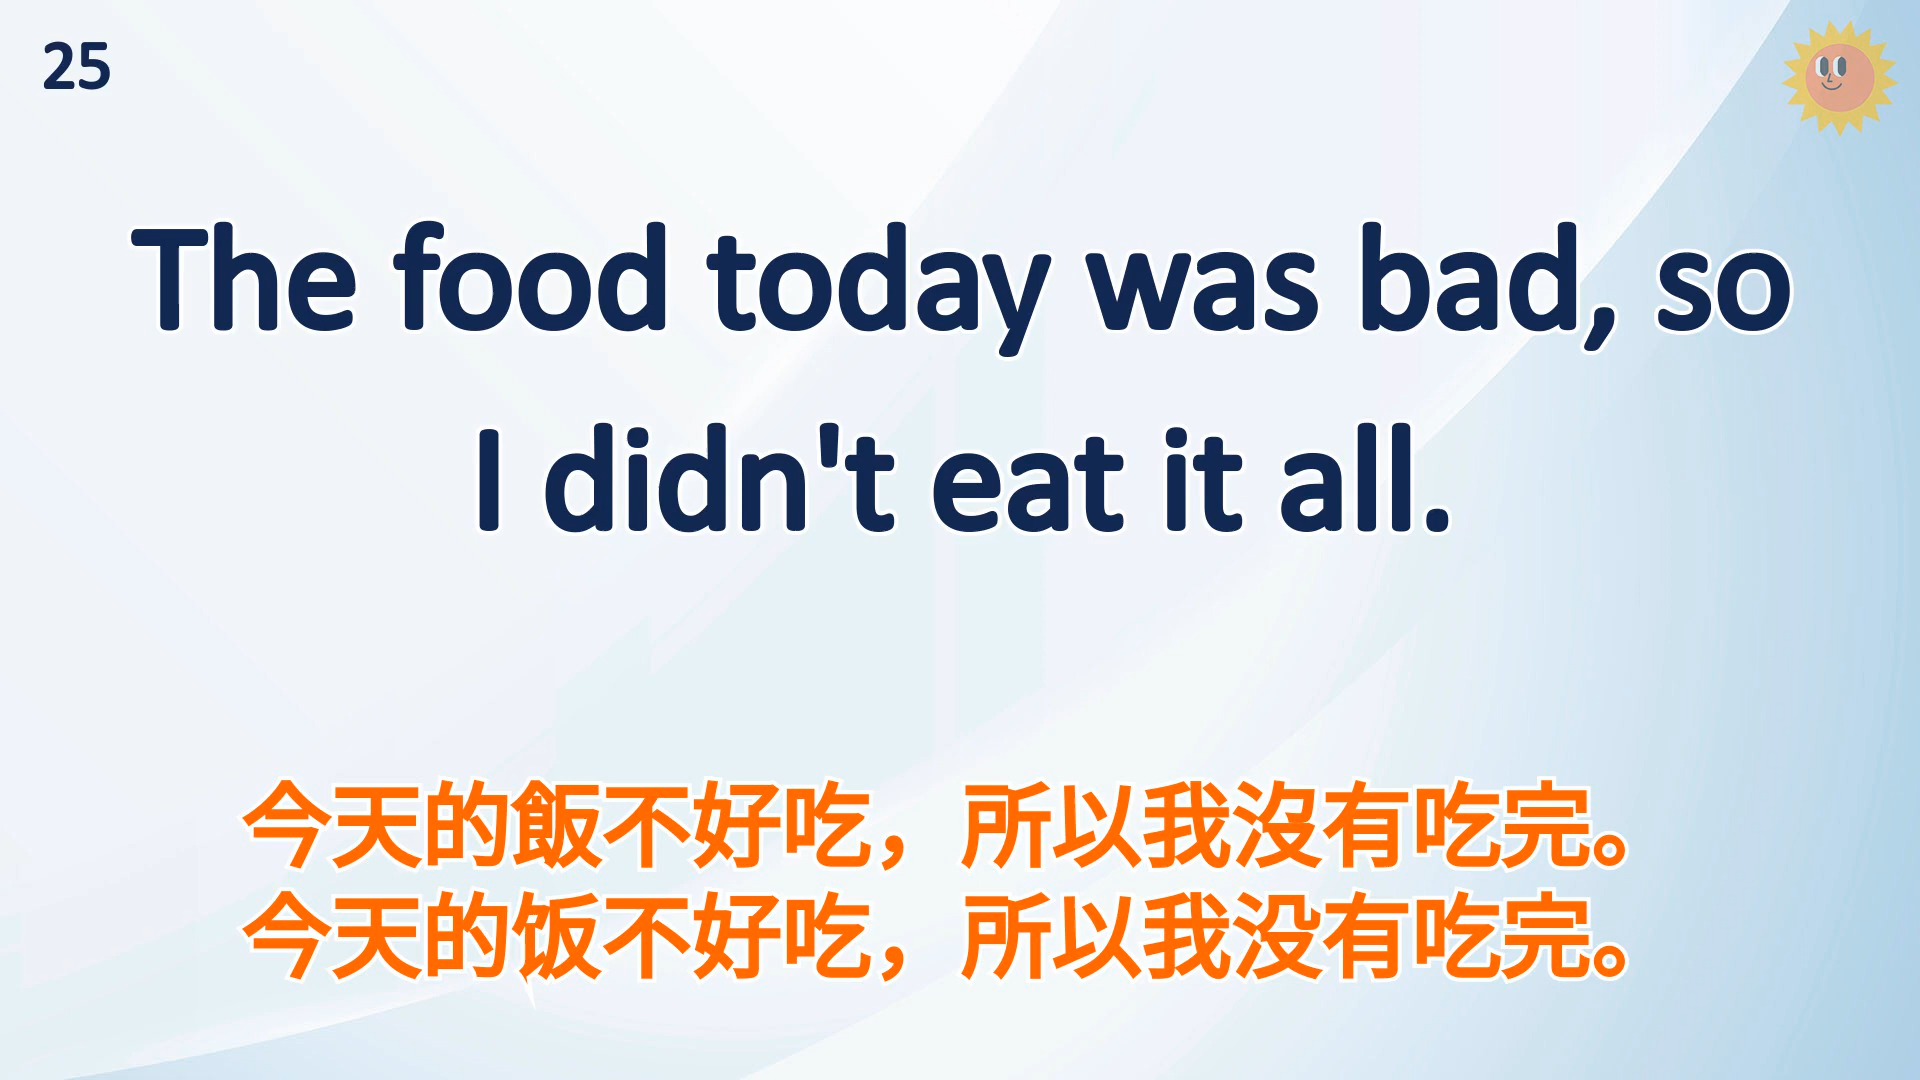 25
The food today was bad, so
I didn't eat it all.
今天的飯不好吃，所以我沒有吃完。
今天的饭不好吃，所以我没有吃完。